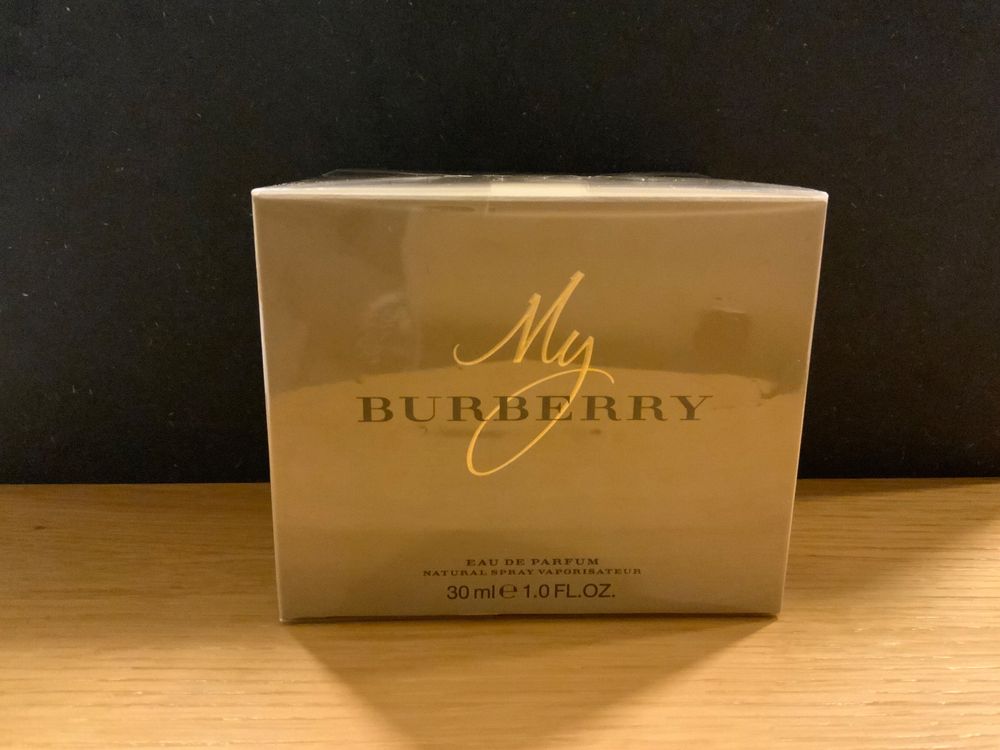 My
BURBERRY
EAU DE PARFUM
NATURAL SPRAY VAPORISATEUR
30 ml ℮ 1.0 FL.OZ.